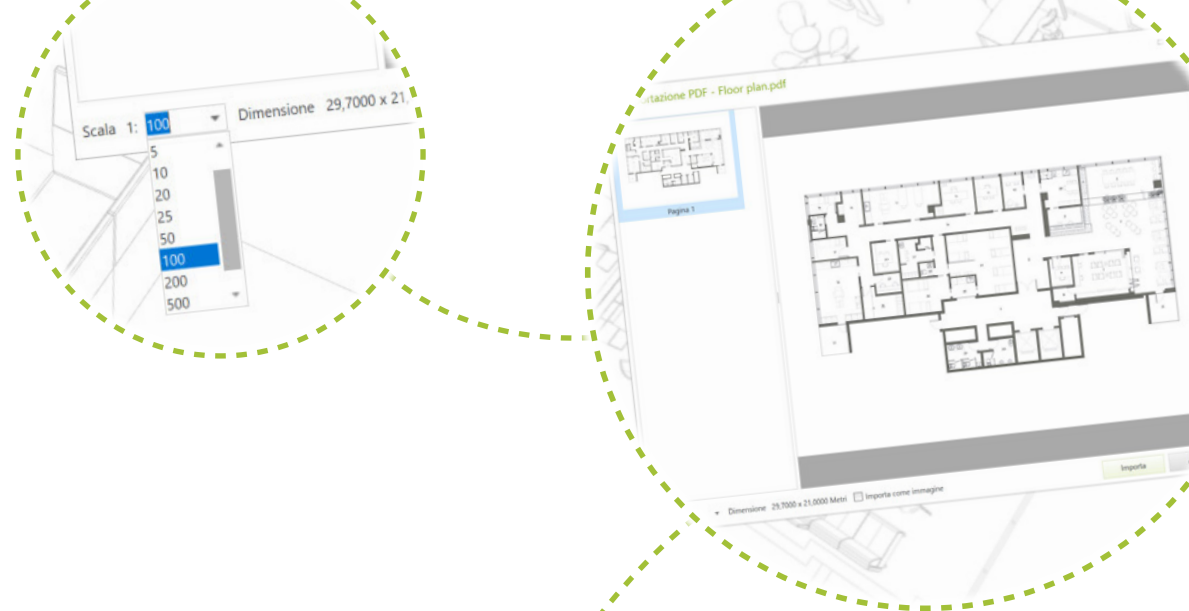 Scala 1: 100 Dimensione 29,7000 x 21,
5
10
20
25
50
100
200
500
rtazione PDF - Floor plan.pdf
Pagina 1
Importa
Dimensione 29,7000 x 21,0000 Metri Importa come immagine